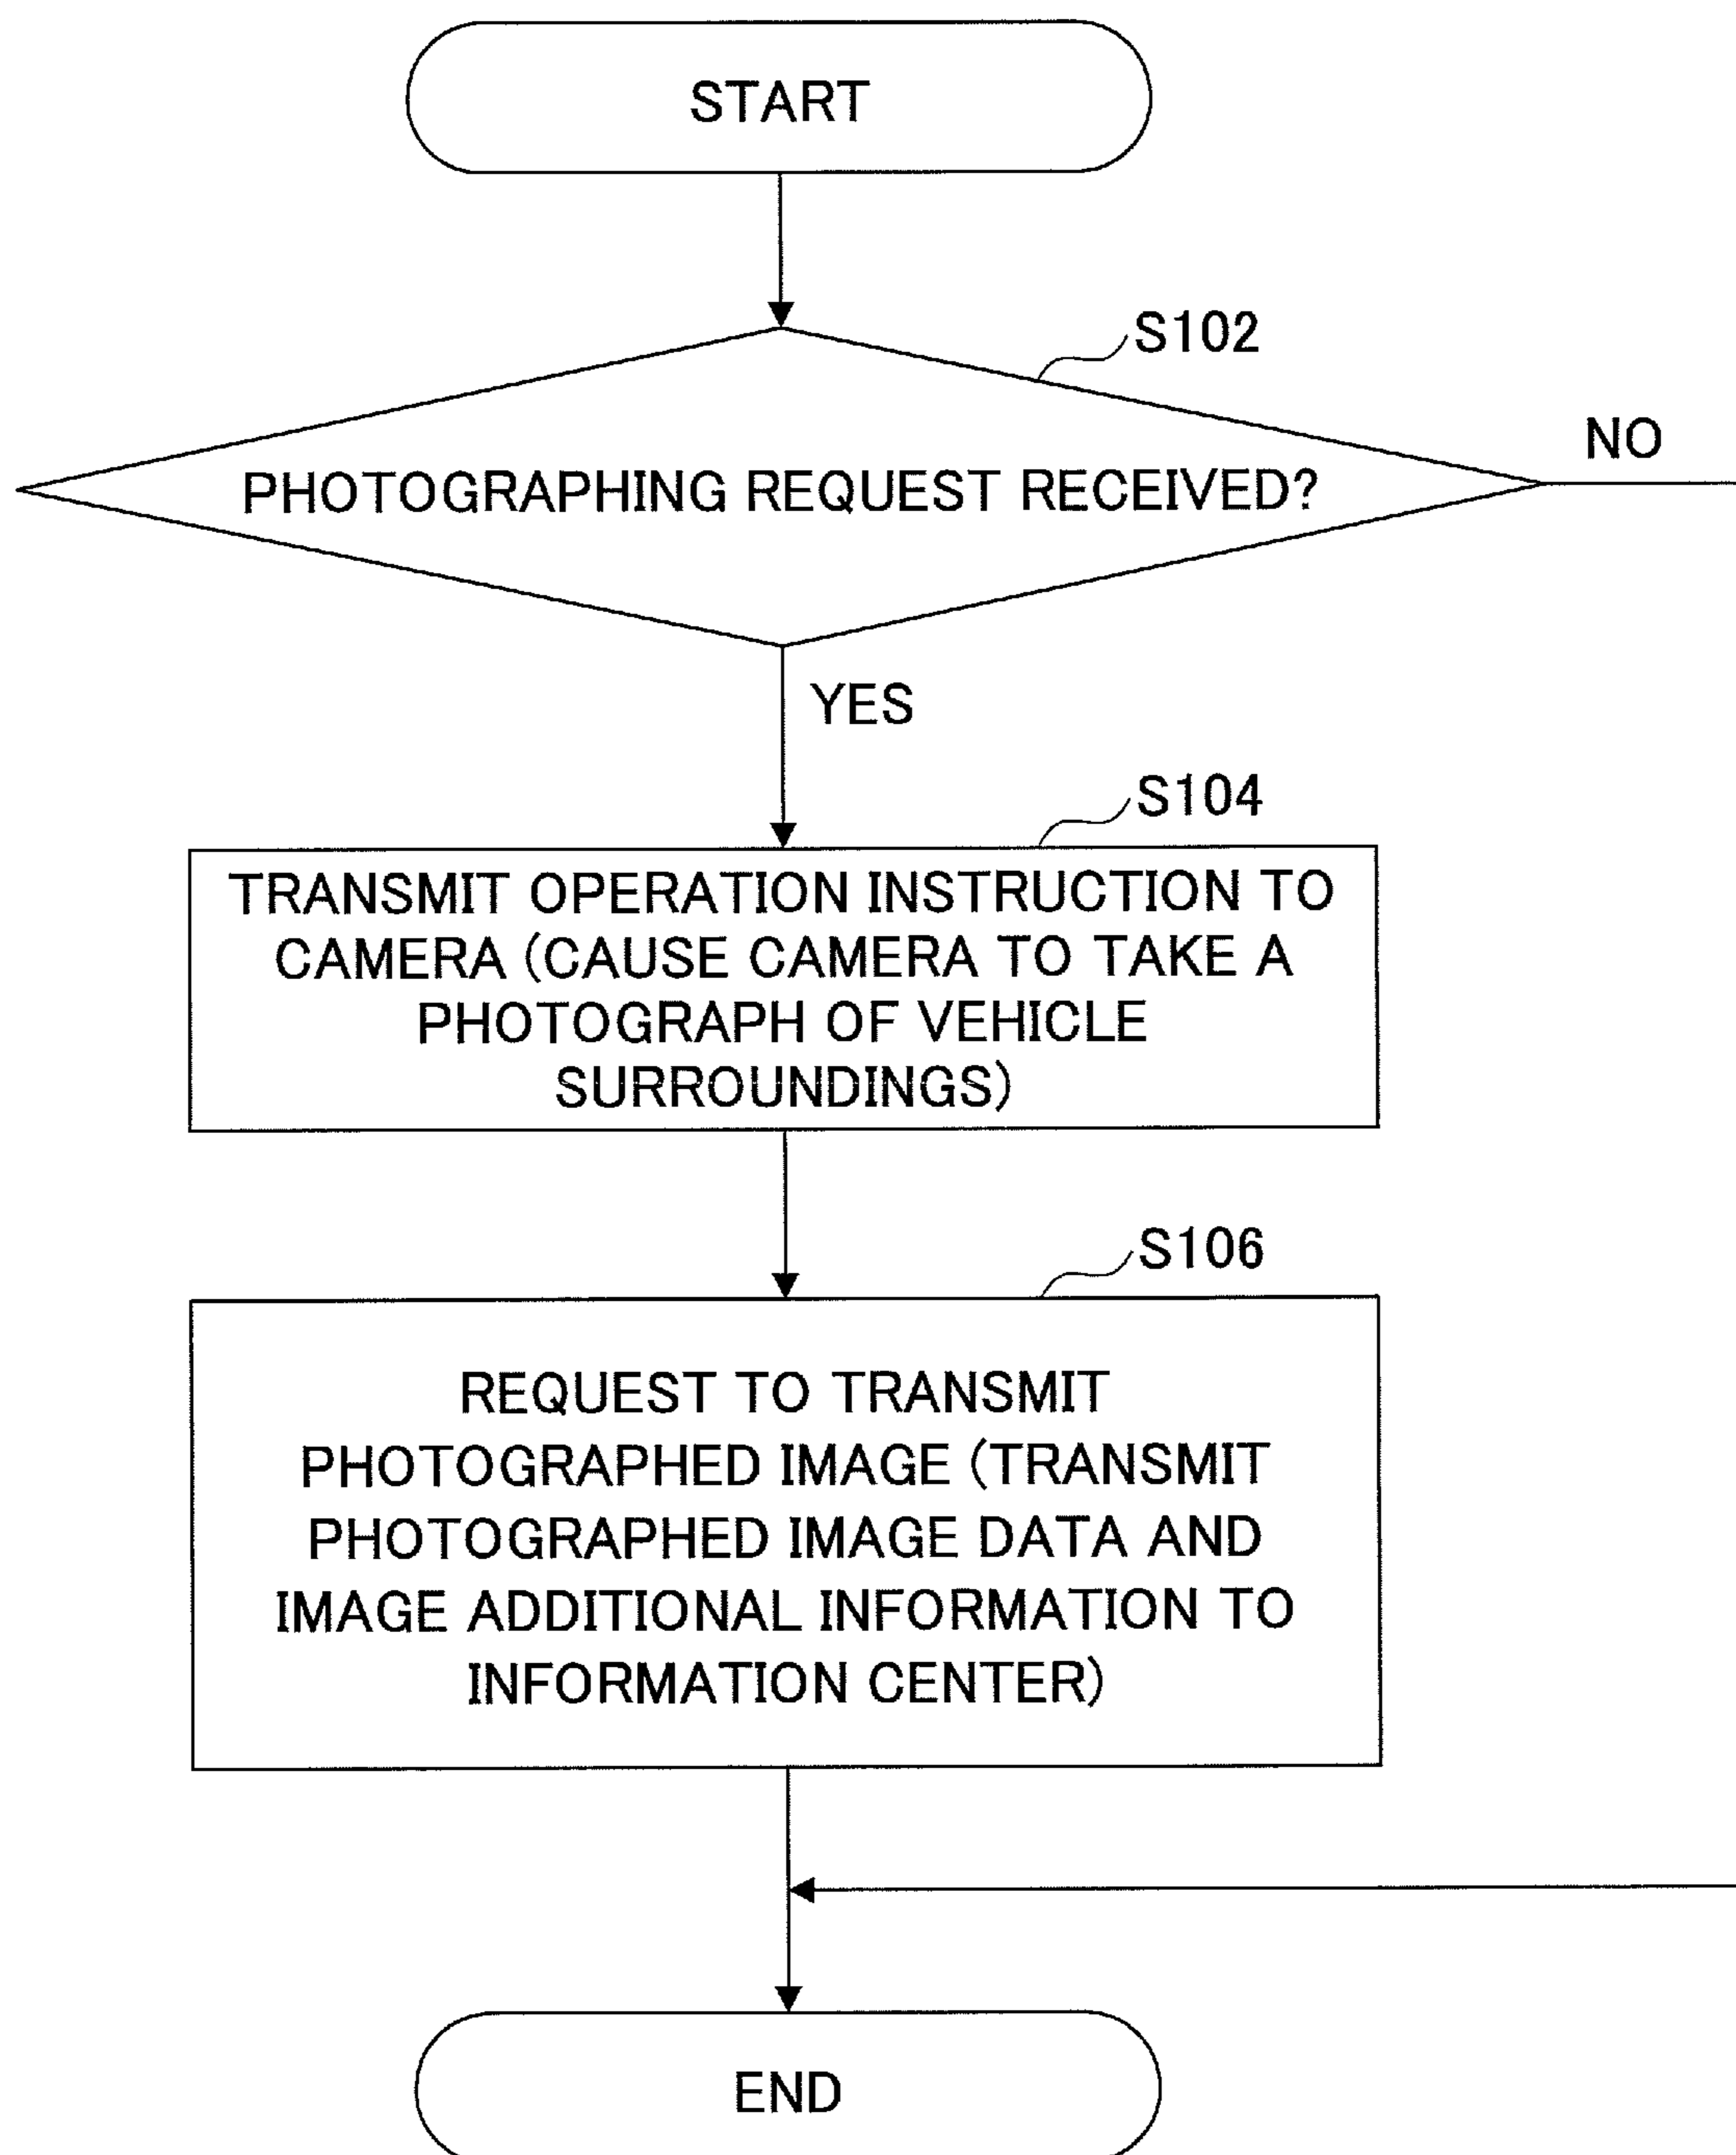 START
S102
NO
PHOTOGRAPHING REQUEST RECEIVED?
YES
S104
TRANSMIT OPERATION INSTRUCTION TO
CAMERA (CAUSE CAMERA TO TAKE A
PHOTOGRAPH OF VEHICLE
SURROUNDINGS)
S106
REQUEST TO TRANSMIT
PHOTOGRAPHED IMAGE (TRANSMIT
PHOTOGRAPHED IMAGE DATA AND
IMAGE ADDITIONAL INFORMATION TO
INFORMATION CENTER)
END